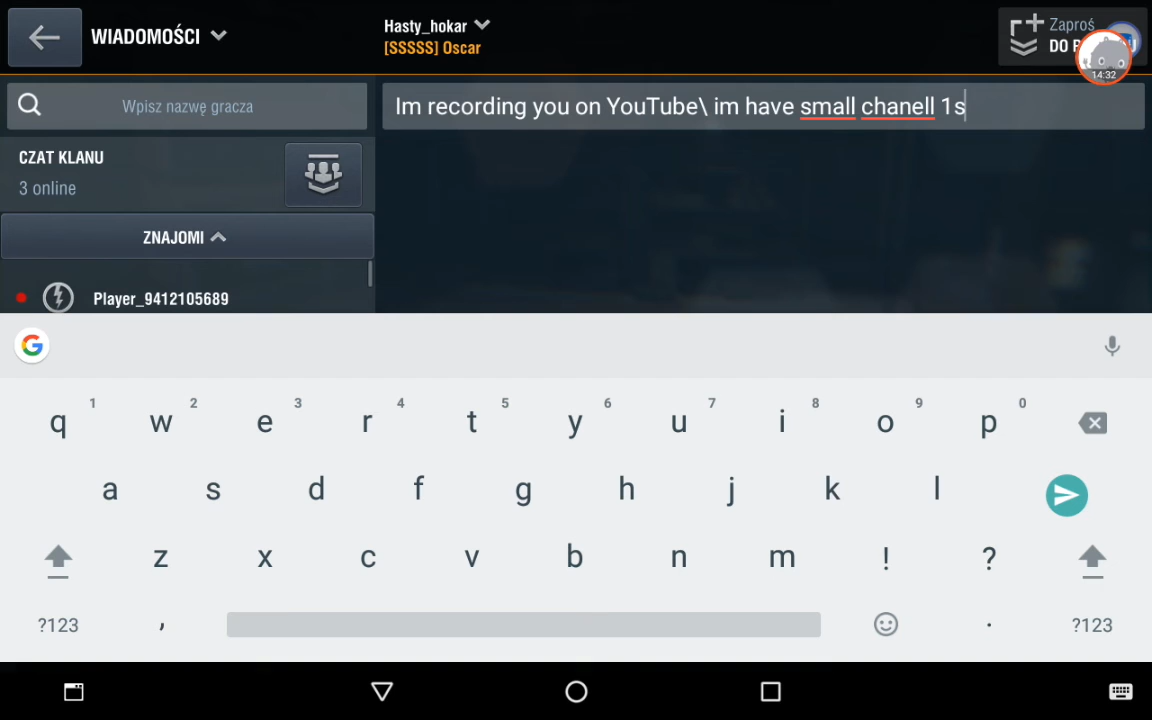 WIADOMOŚCI
Hasty_hokar
[SSSSS] Oscar
Zaproś
DO P
14:32
Wpisz nazwę gracza
Im recording you on YouTube\ im have small chanell 1s
CZAT KLANU
3 online
ZNAJOMI
Player_9412105689
G
1 2 3 4 5 6 7 8 9 0
q w e r t y u i o p
a s d f g h j k l
z x c v b n m ! ?
?123 , . ?123